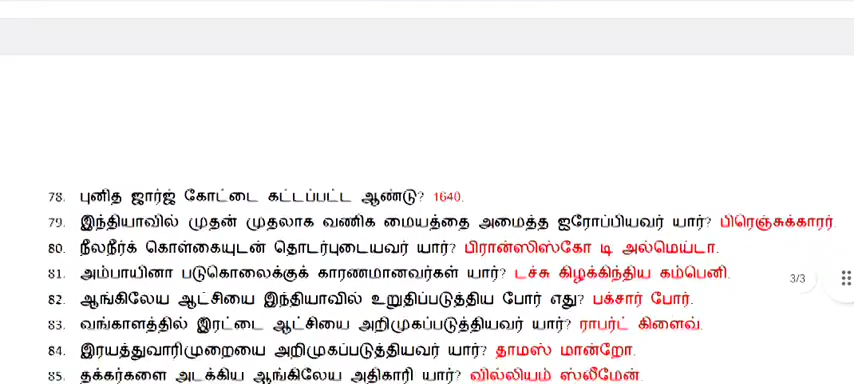 78. புனித ஜார்ஜ் கோட்டை கட்டப்பட்ட ஆண்டு? 1640.
79. இந்தியாவில் முதன் முதலாக வணிக மையத்தை அமைத்த ஐரோப்பியவர் யார்? பிரெஞ்சுக்காரர்.
80. நீலநீர்க் கொள்கையுடன் தொடர்புடையவர் யார்? பிரான்ஸிஸ்கோ டி அல்மெய்டா.
81. அம்பாயினா படுகொலைக்குக் காரணமானவர்கள் யார்? டச்சு கிழக்கிந்திய கம்பெனி.
3/3
82. ஆங்கிலேய ஆட்சியை இந்தியாவில் உறுதிப்படுத்திய போர் எது? பக்சார் போர்.
83. வங்காளத்தில் இரட்டை ஆட்சியை அறிமுகப்படுத்தியவர் யார்? ராபர்ட் கிளைவ்.
84. இரயத்துவாரிமுறையை அறிமுகப்படுத்தியவர் யார்? தாமஸ் மான்றோ.
85. தக்கர்களை அடக்கிய ஆங்கிலேய அதிகாரி யார்? வில்லியம் ஸ்லீமேன்.